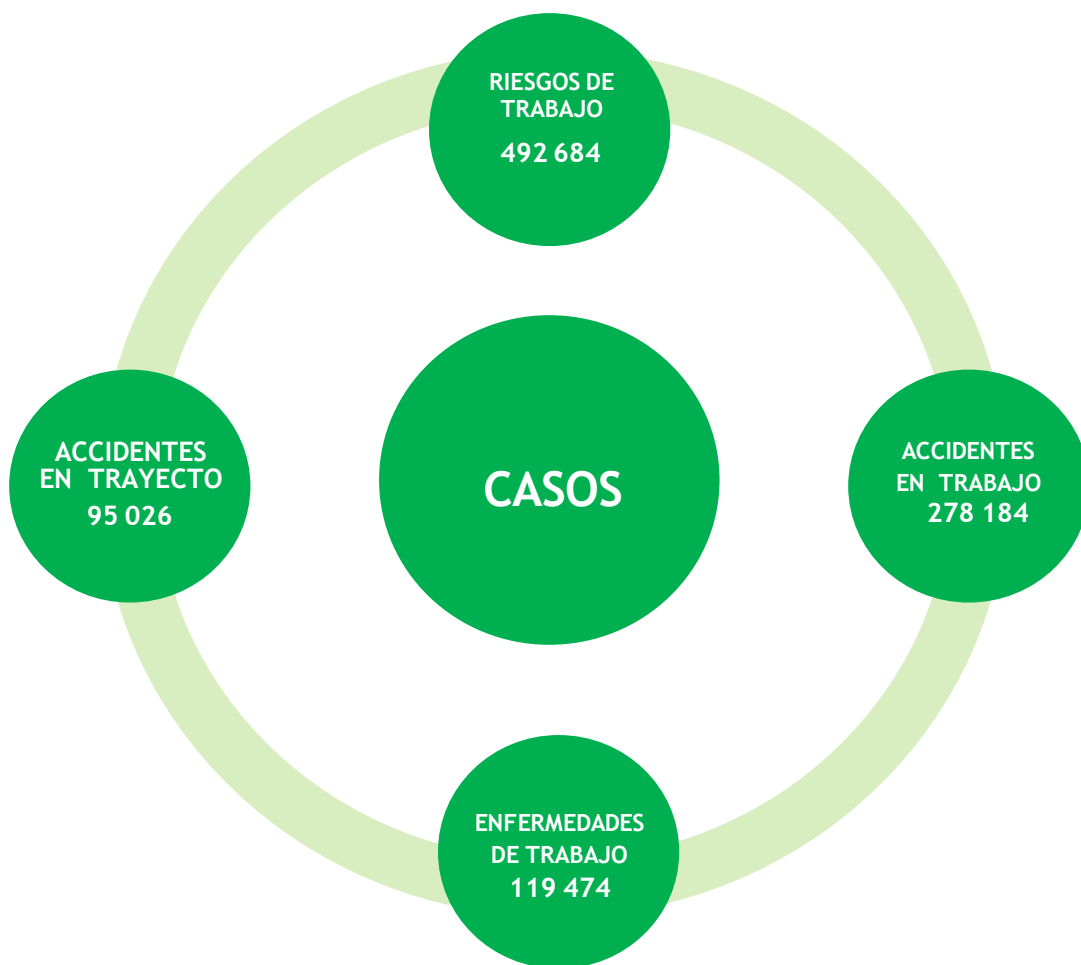 RIESGOS DE
TRABAJO
492 684
ACCIDENTES
EN TRAYECTO
95 026
CASOS
ACCIDENTES
EN TRABAJO
278 184
ENFERMEDADES
DE TRABAJO
119 474